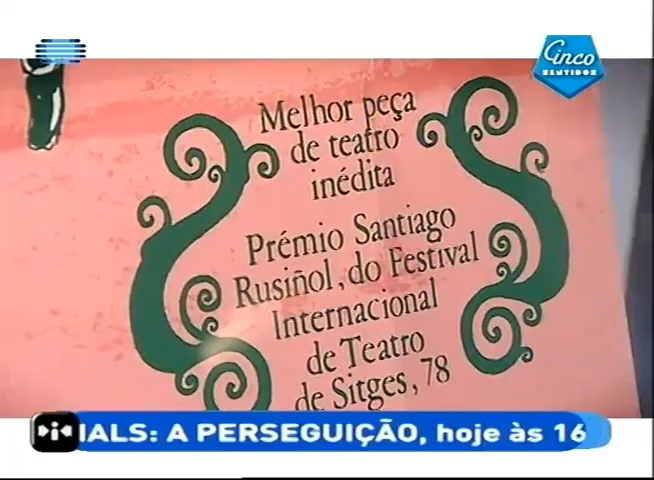 Cinco
SENTIDOS
Melhor peça
de teatro
inédita
Prémio Santiago
Rusiñol, do Festival
Internacional
de Teatro
de Sitges, 78
IALS: A PERSEGUIÇÃO, hoje às 16